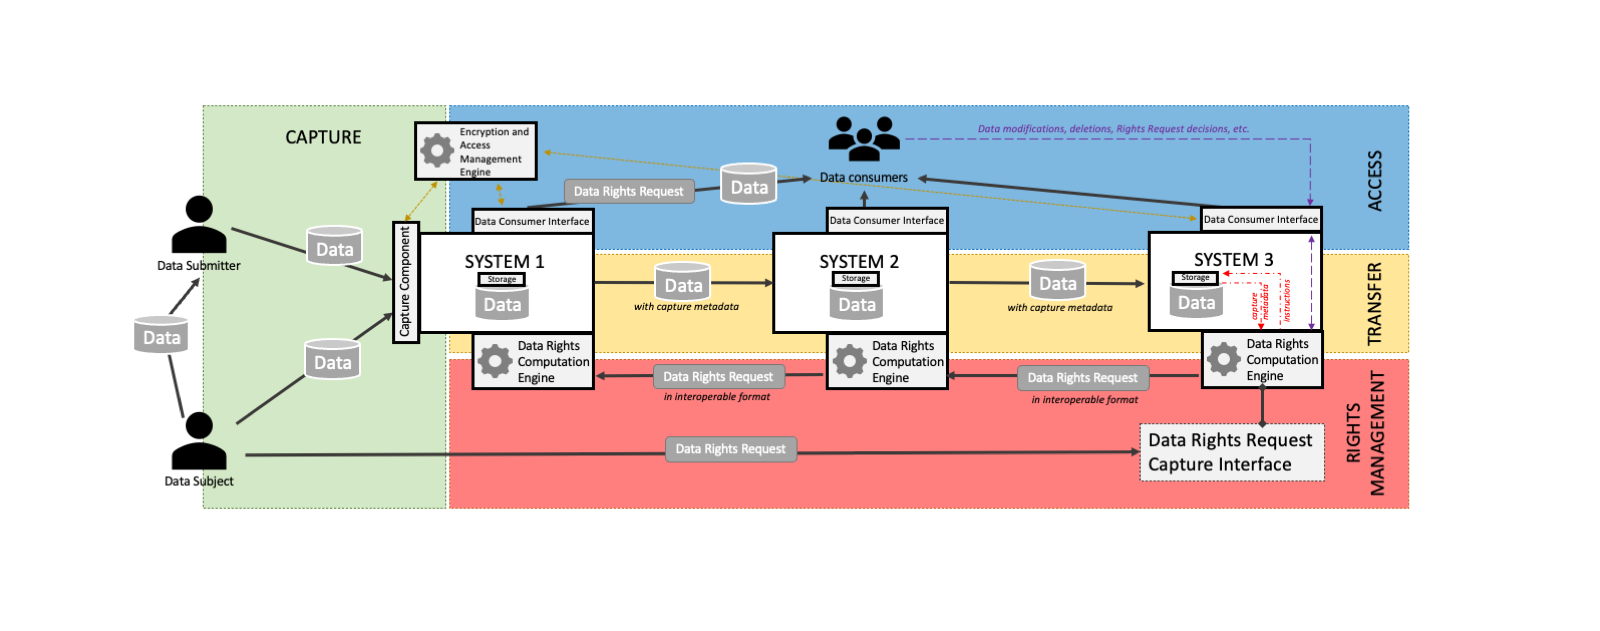 CAPTURE
Encryption and
Access
Management
Engine
Data modifications, deletions, Rights Request decisions, etc.
ACCESS
Data consumers
Data Rights Request
Data
Data Consumer Interface
Data Consumer Interface
Data Consumer Interface
Data Submitter
Data
Capture Component
SYSTEM 1
Storage
Data
Data
with capture metadata
SYSTEM 2
Storage
Data
Data
with capture metadata
SYSTEM 3
Storage
Data
capture
metadata
instructions
TRANSFER
Data
Data
Data Rights
Computation
Engine
Data Rights Request
in interoperable format
Data Rights
Computation
Engine
Data Rights Request
in interoperable format
Data Rights
Computation
Engine
RIGHTS
MANAGEMENT
Data Rights Request
Data Rights Request
Capture Interface
Data Subject